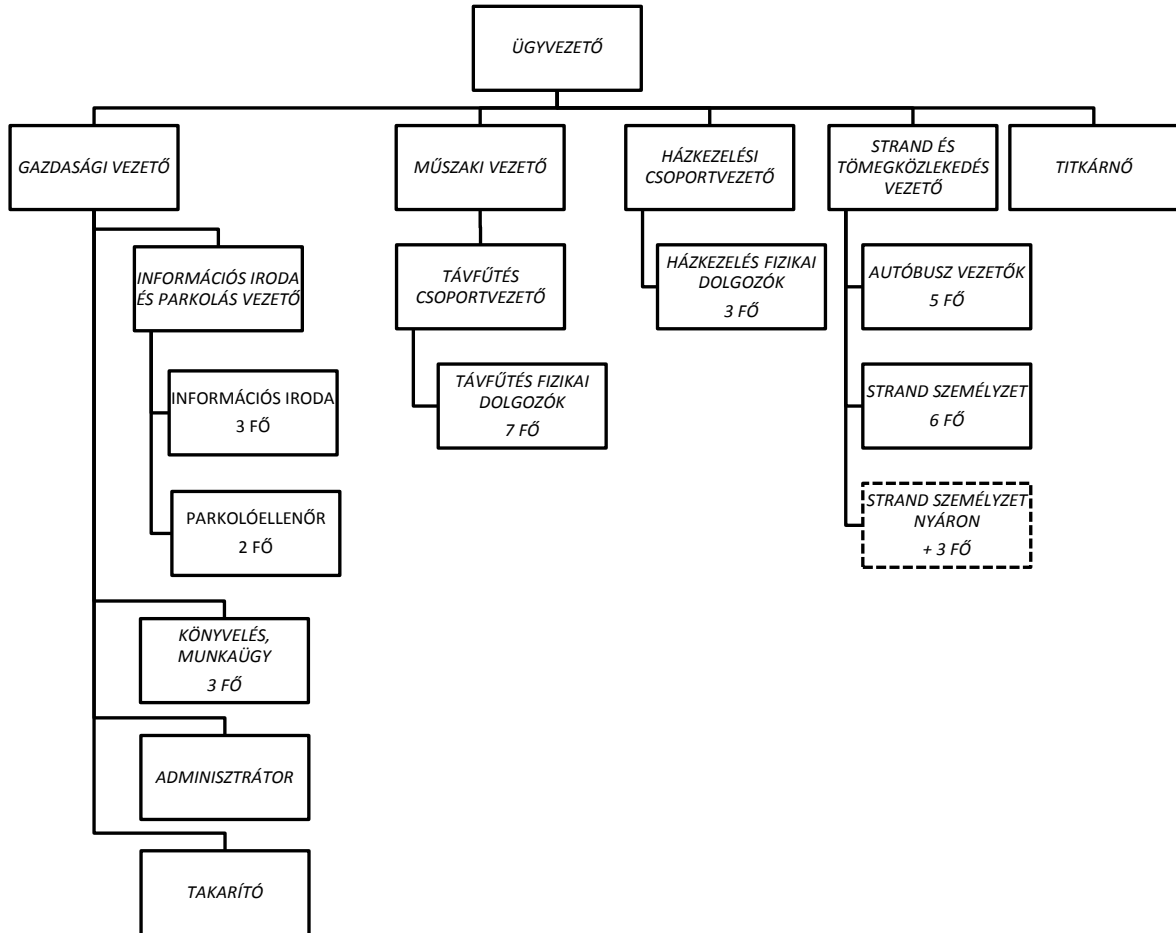 ÜGYVEZETŐ
GAZDASÁGI VEZETŐ
MŰSZAKI VEZETŐ
HÁZKEZELÉSI
CSOPORTVEZETŐ
STRAND ÉS
TÖMEGKÖZLEKEDÉS
VEZETŐ
TITKÁRNŐ
INFORMÁCIÓS IRODA
ÉS PARKOLÁS VEZETŐ
TÁVFŰTÉS
CSOPORTVEZETŐ
HÁZKEZELÉS FIZIKAI
DOLGOZÓK
3 FŐ
AUTÓBUSZ VEZETŐK
5 FŐ
INFORMÁCIÓS IRODA
3 FŐ
TÁVFŰTÉS FIZIKAI
DOLGOZÓK
7 FŐ
STRAND SZEMÉLYZET
6 FŐ
PARKOLÓELLENŐR
2 FŐ
STRAND SZEMÉLYZET
NYÁRON
+ 3 FŐ
KÖNYVELÉS,
MUNKAÜGY
3 FŐ
ADMINISZTRÁTOR
TAKARÍTÓ